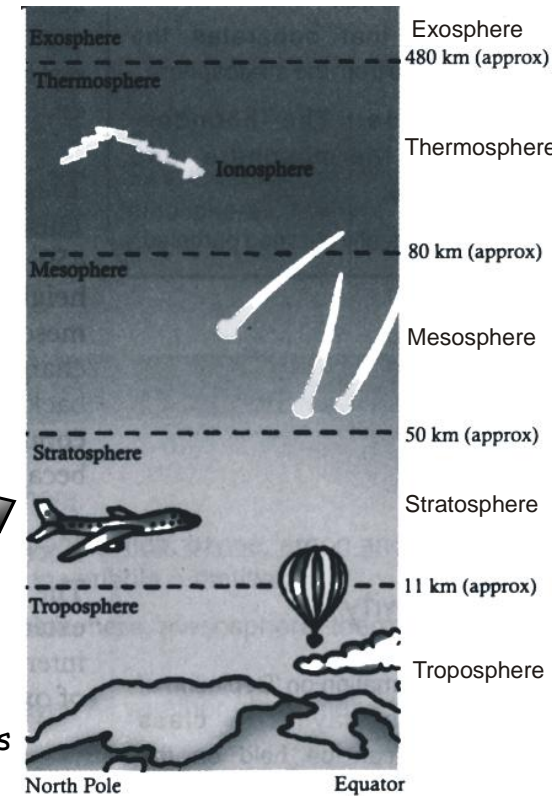 Exosphere
Exosphere
480 km (approx)
Thermosphere
Thermosphere
Ionosphere
80 km (approx)
Mesophere
Mesosphere
50 km (approx)
Stratosphere
Stratosphere
11 km (approx)
Troposphere
Troposphere
North Pole
Equator